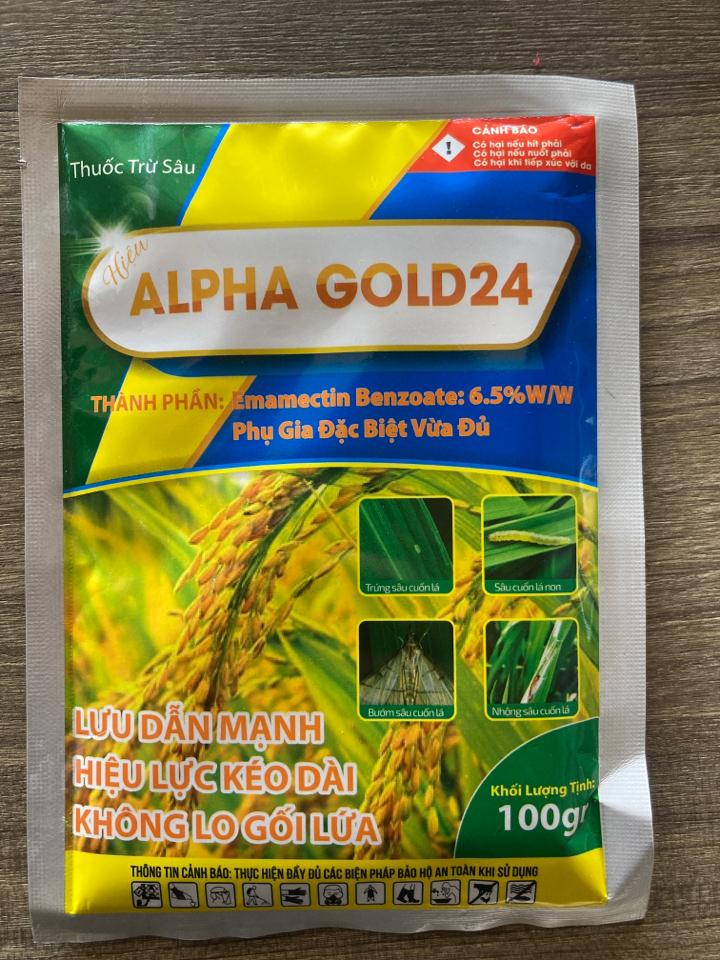 Thuốc Trừ Sâu
CẢNH BÁO
Có hại nếu hít phải
Có hại nếu nuốt phải
Có hại khi tiếp xúc với da
Hiệu
ALPHA GOLD24
THÀNH PHẦN: Emamectin Benzoate: 6.5%W/W
Phụ Gia Đặc Biệt Vừa Đủ
Trứng sâu cuốn lá
Sâu cuốn lá non
Bướm sâu cuốn lá
Nhộng sâu cuốn lá
LƯU DẪN MẠNH
HIỆU LỰC KÉO DÀI
KHÔNG LO GỐI LỨA
Khối Lượng Tịnh:
100gr
THÔNG TIN CẢNH BÁO: THỰC HIỆN ĐẦY ĐỦ CÁC BIỆN PHÁP BẢO HỘ AN TOÀN KHI SỬ DỤNG